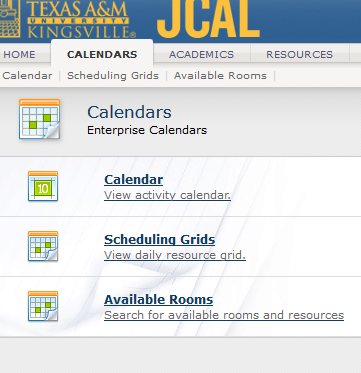 TEXAS A&M
UNIVERSITY
KINGSVILLE®
JCAL
HOME CALENDARS ACADEMICS RESOURCES
Calendar Scheduling Grids Available Rooms
Calendars
Enterprise Calendars
10
Calendar
View activity calendar.
Scheduling Grids
View daily resource grid.
Available Rooms
Search for available rooms and resources